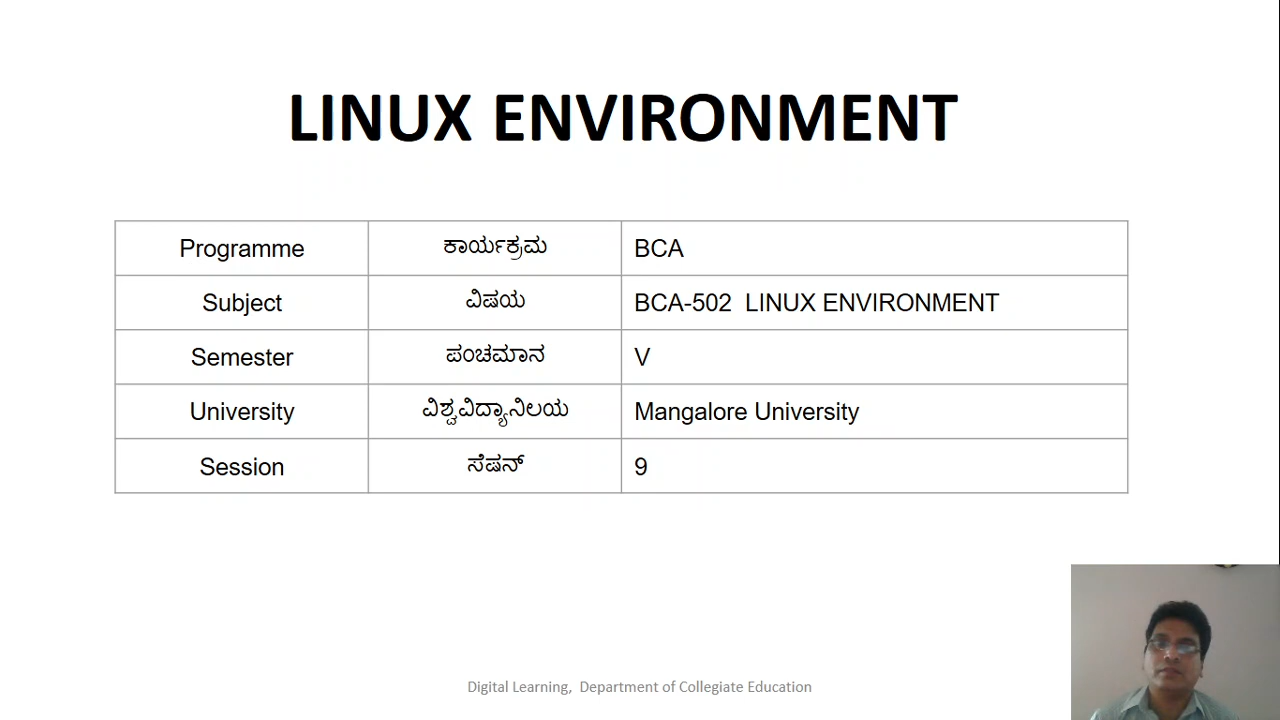 LINUX ENVIRONMENT
Programme ಕಾರ್ಯಕ್ರಮ BCA
Subject ವಿಷಯ BCA-502 LINUX ENVIRONMENT
Semester ಪಂಚಮಾನ V
University ವಿಶ್ವವಿದ್ಯಾನಿಲಯ Mangalore University
Session ಸೆಷನ್ 9
Digital Learning, Department of Collegiate Education